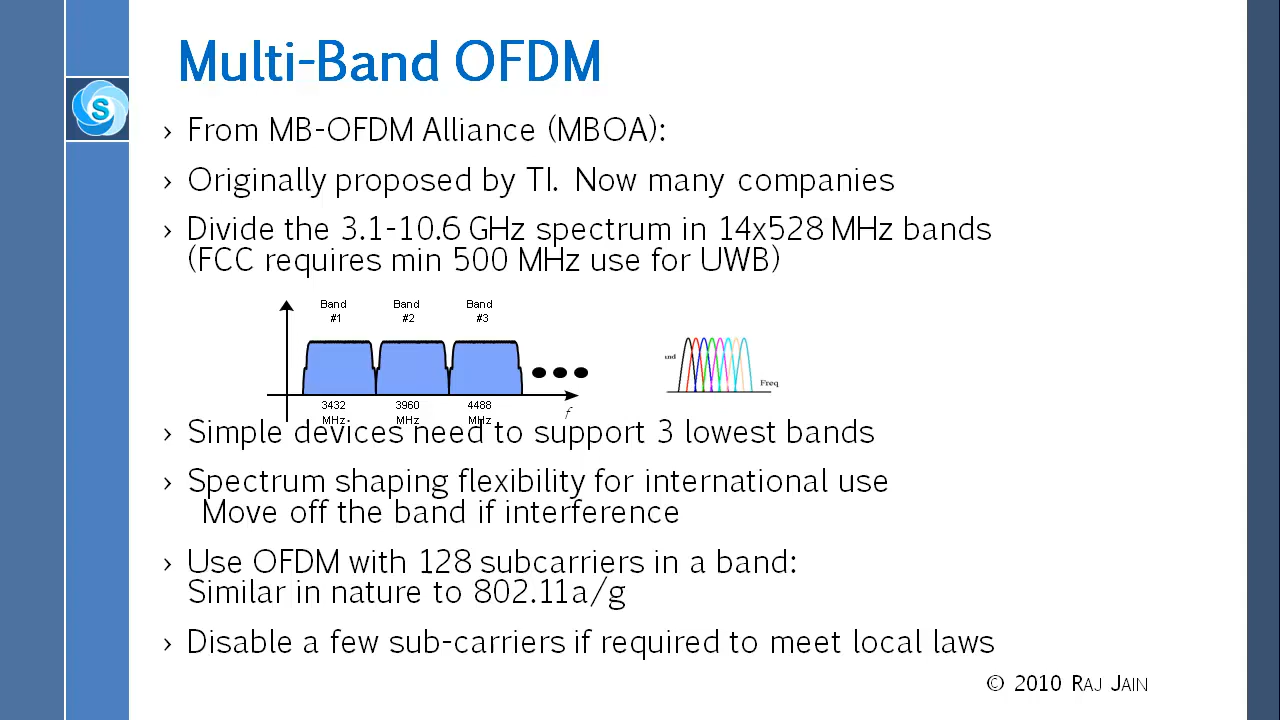 Multi-Band OFDM
S
› From MB-OFDM Alliance (MBOA):
› Originally proposed by TI. Now many companies
› Divide the 3.1-10.6 GHz spectrum in 14x528 MHz bands
(FCC requires min 500 MHz use for UWB)
Band Band Band
#1 #2 #3
und
Freq
3432 3960 4488
MHz MHz MHz f
› Simple devices need to support 3 lowest bands
› Spectrum shaping flexibility for international use
Move off the band if interference
› Use OFDM with 128 subcarriers in a band:
Similar in nature to 802.11a/g
› Disable a few sub-carriers if required to meet local laws
© 2010 RAJ JAIN